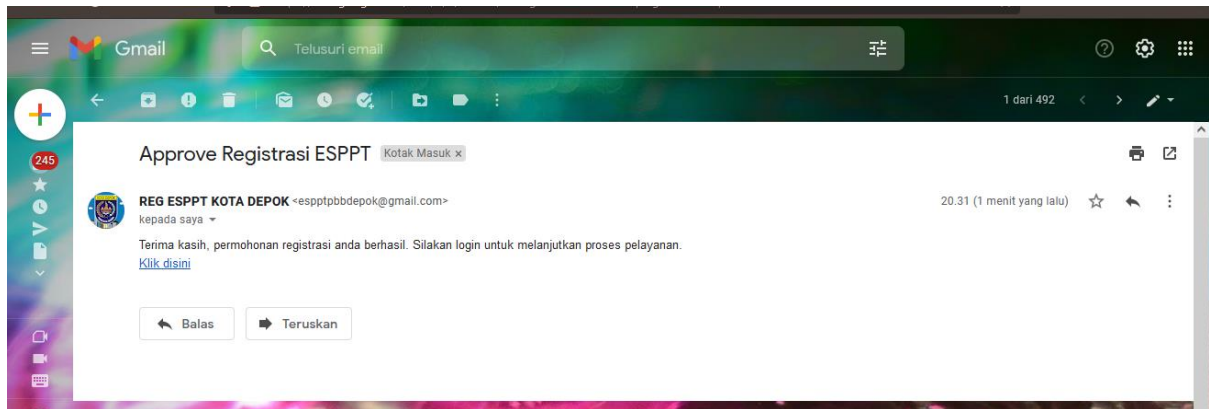 Gmail
Telusuri email
1 dari 492
245
Approve Registrasi ESPPT Kotak Masuk x
REG ESPPT KOTA DEPOK <espptpbbdepok@gmail.com>
20.31 (1 menit yang lalu)
kepada saya
Terima kasih, permohonan registrasi anda berhasil. Silakan login untuk melanjutkan proses pelayanan.
Klik disini
Balas
Teruskan